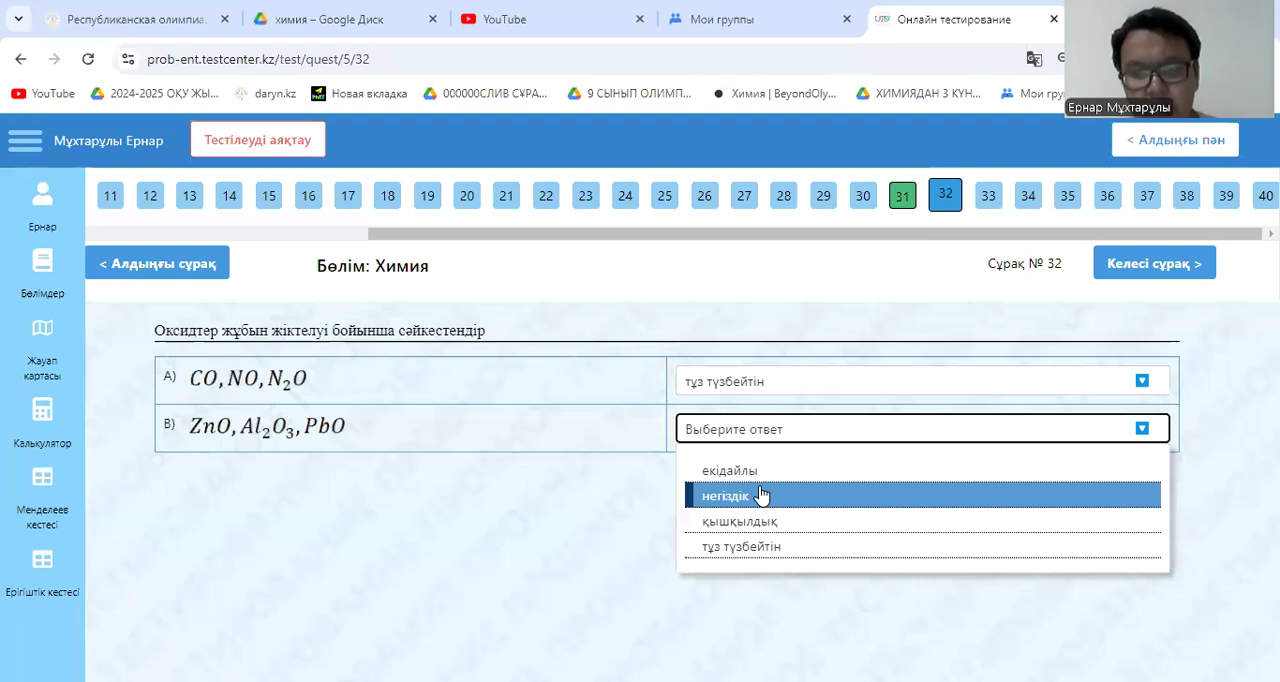 Республиканская олимпиа.
химия – Google Диск
YouTube
Мои группы
Онлайн тестирование
prob-ent.testcenter.kz/test/quest/5/32
YouTube
2024-2025 ОҚУ ЖЫ...
daryn.kz
Новая вкладка
000000СЛИВ СҰРА...
9 СЫНЫП ОЛИМП...
Химия | BeyondOly...
ХИМИЯДАН 3 КҮН...
Мои гру
Ернар Мұхтарұлы
Мұхтарұлы Ернар
Тестілеуді аяқтау
< Алдыңғы пән
11 12 13 14 15 16 17 18 19 20 21 22 23 24 25 26 27 28 29 30 31 32 33 34 35 36 37 38 39 40
Ернар
Бөлімдер
Жауап
картасы
Калькулятор
Менделеев
кестесі
Ерігіштік кестесі
< Алдыңғы сұрақ
Бөлім: Химия
Сұрақ № 32
Келесі сұрақ >
Оксидтер жұбын жіктелуі бойынша сәйкестендір
A) CO, NO, N₂O
тұз түзбейтін
B) ZnO, Al₂O₃, PbO
Выберите ответ
екідайлы
негіздік
қышқылдық
тұз түзбейтін